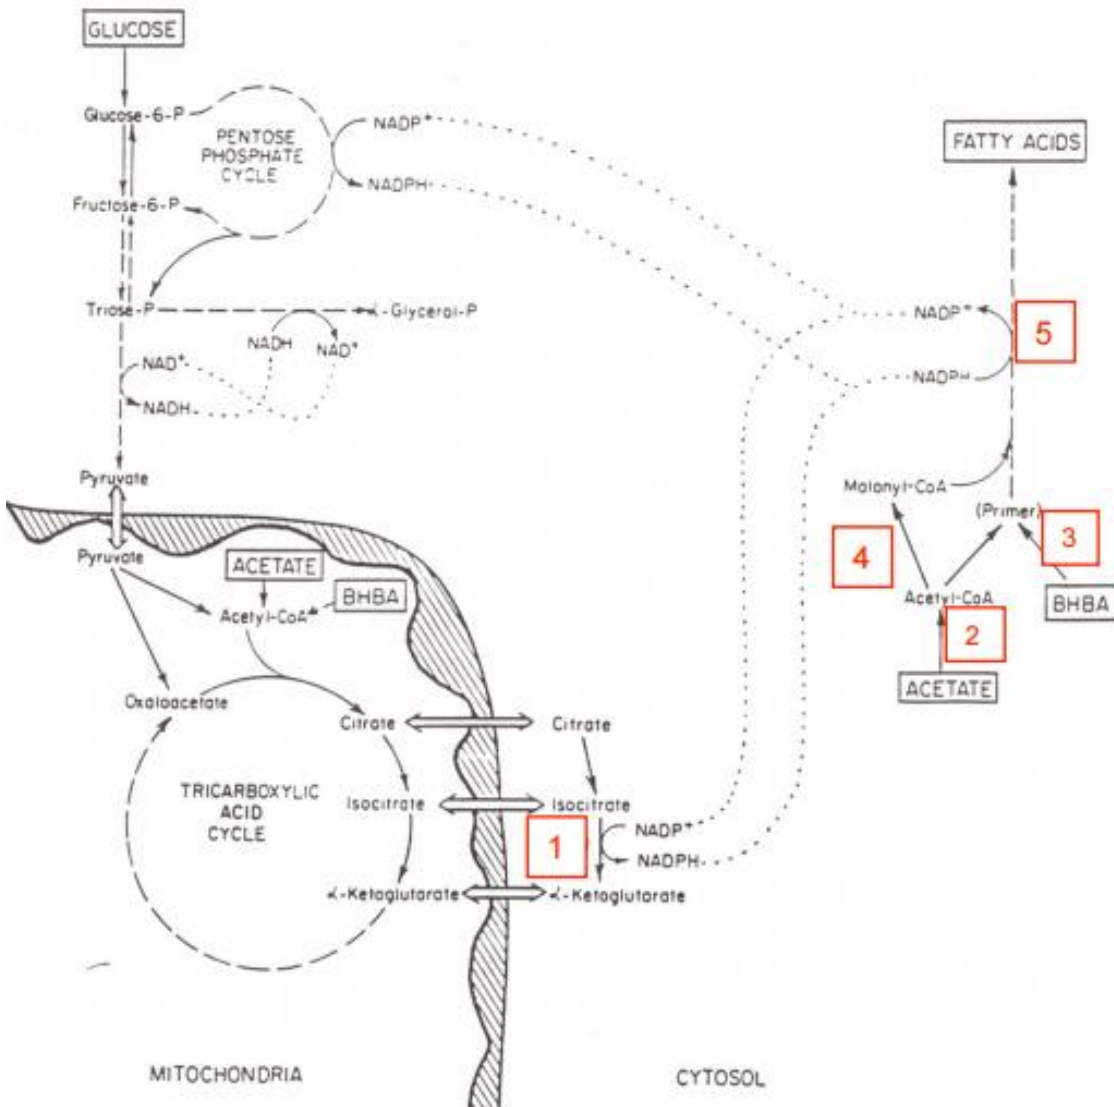 GLUCOSE
Glucose-6-P
PENTOSE
PHOSPHATE
CYCLE
NADP+
NADPH
Fructose-6-P
Triose-P
α-Glycerol-P
NADH
NAD+
NAD+
NADH
Pyruvate
Pyruvate
ACETATE
BHBA
Acetyl-CoA
Oxaloacetate
Citrate
Citrate
TRICARBOXYLIC
ACID
CYCLE
Isocitrate
Isocitrate
1
NADP+
NADPH
α-Ketoglutarate
α-Ketoglutarate
MITOCHONDRIA
CYTOSOL
FATTY ACIDS
NADP+
5
NADPH
Malonyl-CoA
(Primer)
3
4
Acetyl-CoA
BHBA
2
ACETATE